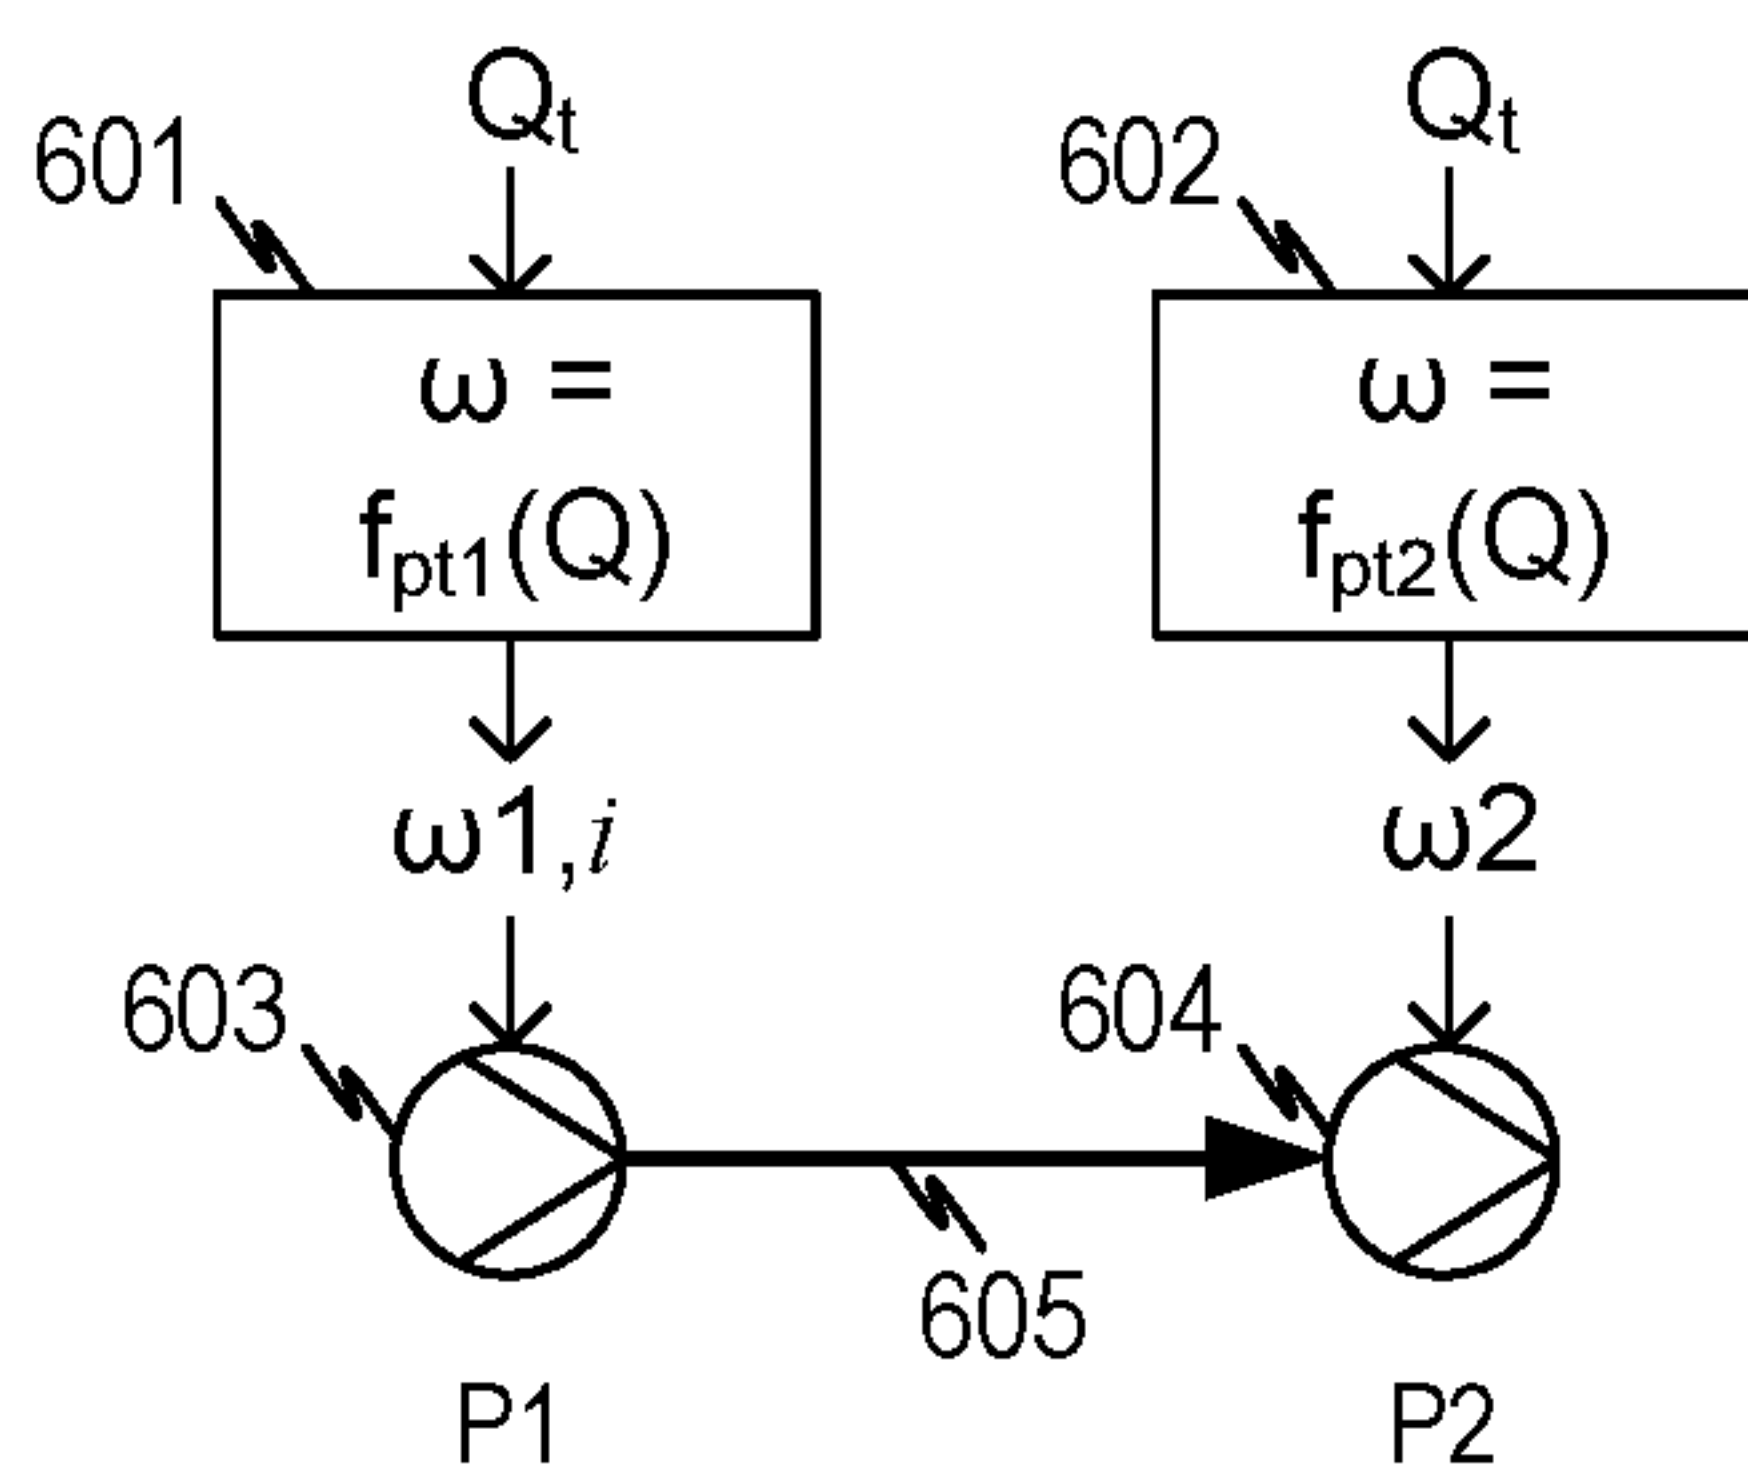 Qt
Qt
601
602
ω =
fpt1(Q)
ω =
fpt2(Q)
ω1,i
ω2
603
604
605
P1
P2